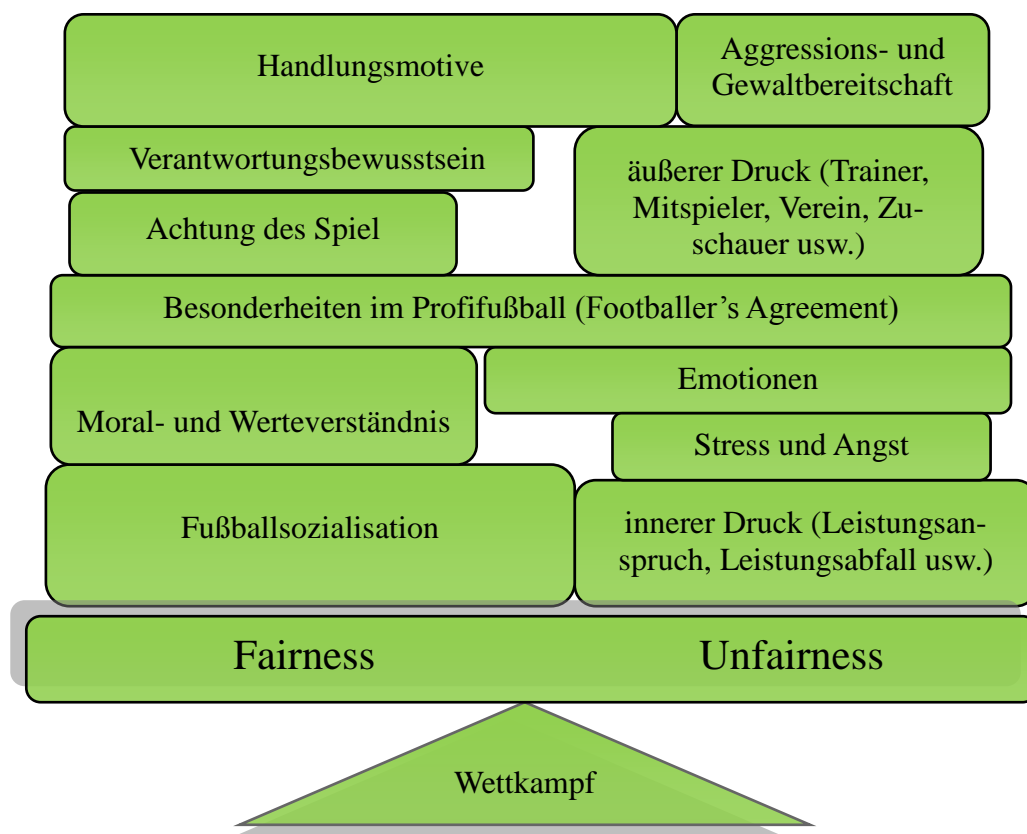 Handlungsmotive
Aggressions- und
Gewaltbereitschaft
Verantwortungsbewusstsein
äußerer Druck (Trainer,
Mitspieler, Verein, Zu-
schauer usw.)
Achtung des Spiel
Besonderheiten im Profifußball (Footballer’s Agreement)
Moral- und Werteverständnis
Emotionen
Stress und Angst
Fußballsozialisation
innerer Druck (Leistungsan-
spruch, Leistungsabfall usw.)
Fairness
Unfairness
Wettkampf